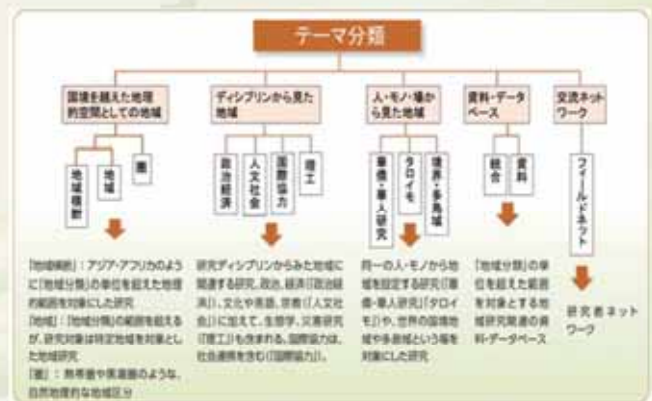 テーマ分類
国境を越えた地理
的空間としての地域
ディシプリンから見た
地域
人・モノ・場か
ら見た地域
資料・データ
ベース
交流ネット
ワーク
地域横断
地域
圏
政治経済
人文社会
国際協力
理工
華僑・華人研究
タロイモ
境界・多島域
統合
資料
フィールドネット
「地域横断」：アジア・アフリカのよう
に「地域分類」の単位を超えた地理
的範囲を対象にした研究
「地域」：「地域分類」の範囲を超える
が、研究対象は特定地域を対象とし
た地域研究
「圏」：熱帯圏や黒潮圏のような、
自然地理的な地域区分
研究ディシプリンからみた地域に
関連する研究。政治、経済（「政治経
済」）、文化や言語、宗教（「人文社
会」）に加えて、生態学、災害研究
（「理工」）も含まれる。国際協力は、
社会連携を含む（「国際協力」）。
同一の人・モノから地
域を設定する研究（「華
僑・華人研究」「タロイ
モ」）や、世界の国境地
域や多島域という場を
対象にした研究
「地域分類」の単
位を超えた範囲
を対象とする地
域研究関連の資
料・データベース
研究者ネット
ワーク